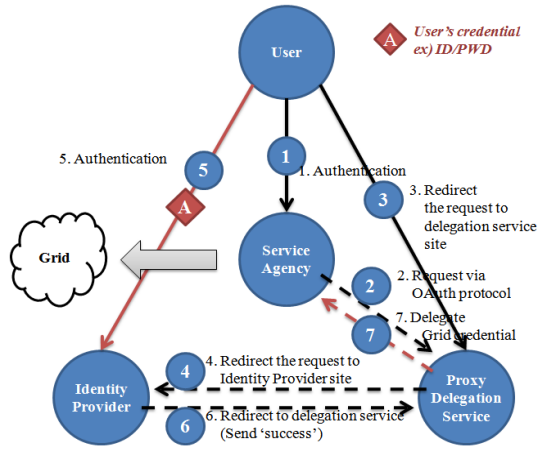 User
A
User's credential
ex) ID/PWD
5. Authentication
5
1
1. Authentication
A
3
3. Redirect
the request to
delegation service
site
Grid
Service
Agency
2
2. Request via
OAuth protocol
7
7. Delegate
Grid credential
4
4. Redirect the request to
Identity Provider site
Identity
Provider
Proxy
Delegation
Service
6
6. Redirect to delegation service
(Send 'success')